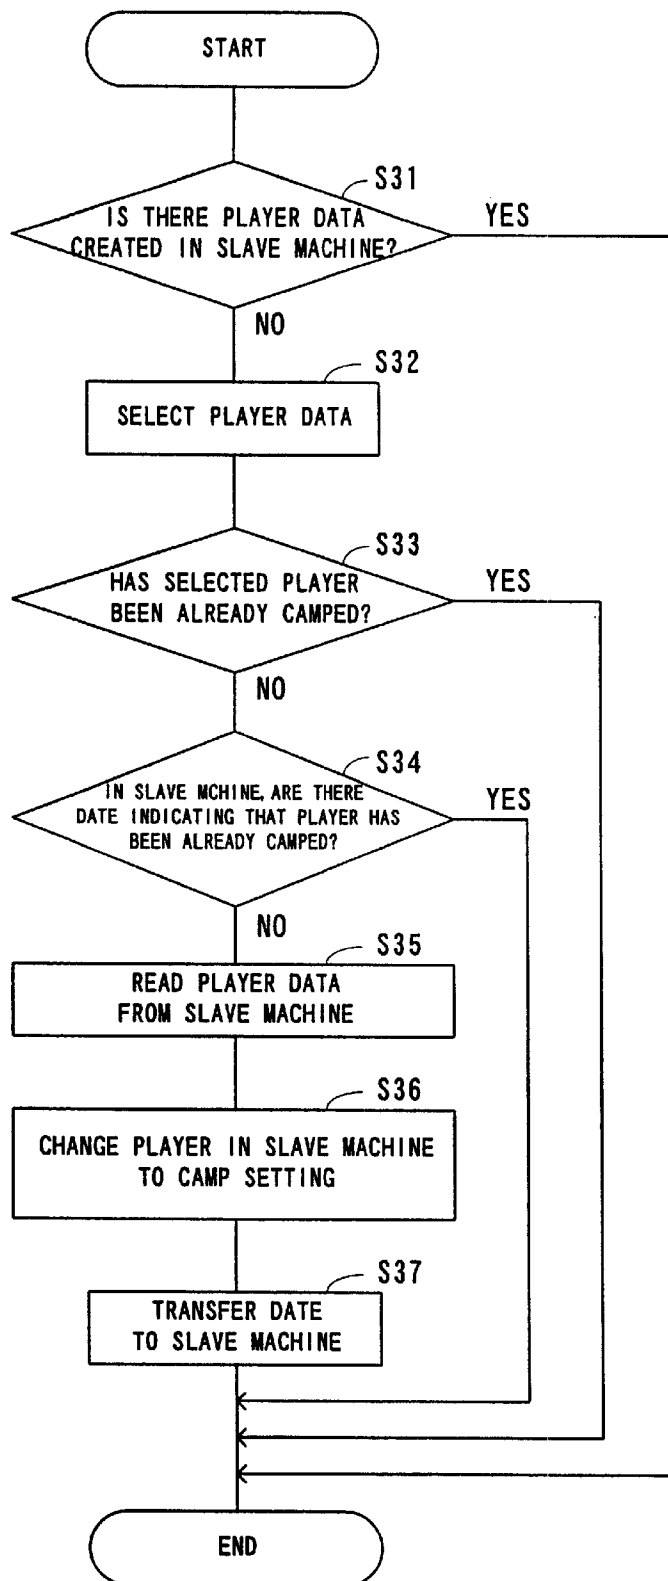 START
S31
IS THERE PLAYER DATA
CREATED IN SLAVE MACHINE?
YES
NO
S32
SELECT PLAYER DATA
S33
HAS SELECTED PLAYER
BEEN ALREADY CAMPED?
YES
NO
S34
IN SLAVE MCHINE, ARE THERE
DATE INDICATING THAT PLAYER HAS
BEEN ALREADY CAMPED?
YES
NO
S35
READ PLAYER DATA
FROM SLAVE MACHINE
S36
CHANGE PLAYER IN SLAVE MACHINE
TO CAMP SETTING
S37
TRANSFER DATE
TO SLAVE MACHINE
END